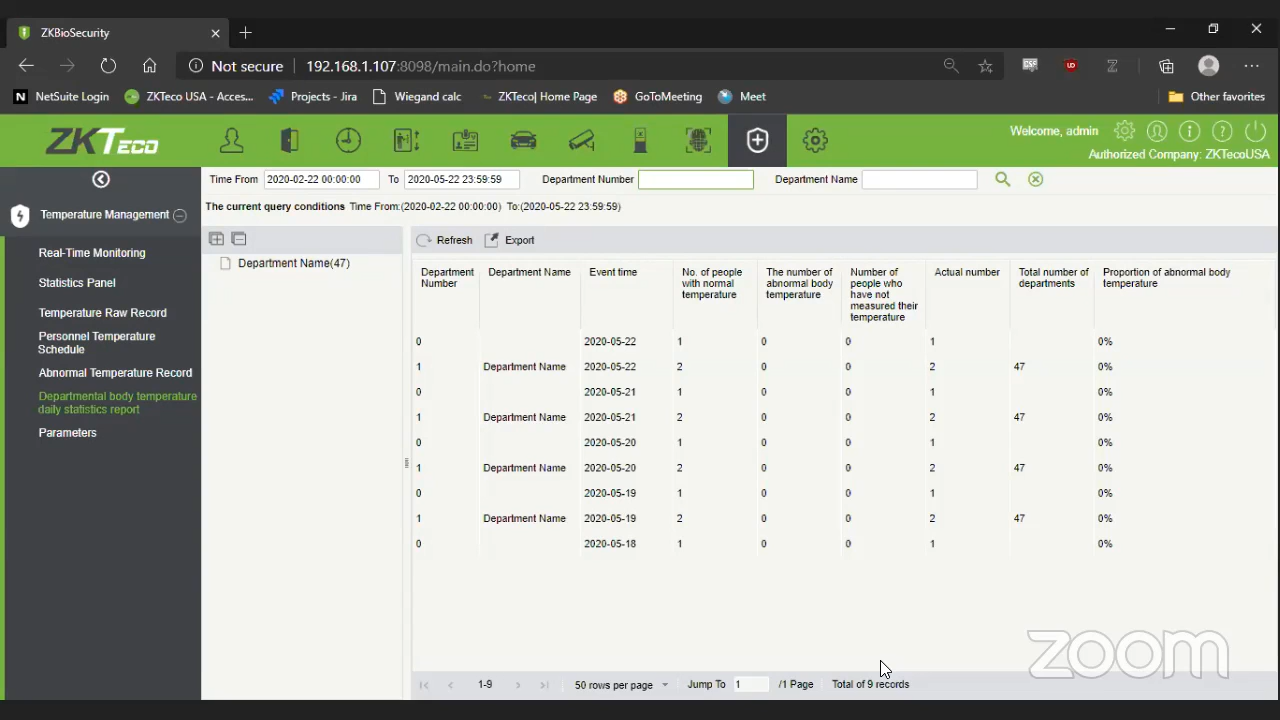 ZKBioSecurity
Not secure 192.168.1.107:8098/main.do?home
NetSuite Login ZKTeco USA - Acces... Projects - Jira Wiegand calc ZKTeco| Home Page GoToMeeting Meet Other favorites
ZKTECO
Welcome, admin
Authorized Company: ZKTecoUSA
Time From 2020-02-22 00:00:00 To 2020-05-22 23:59:59 Department Number Department Name
The current query conditions Time From:(2020-02-22 00:00:00) To:(2020-05-22 23:59:59)
Temperature Management
Real-Time Monitoring
Statistics Panel
Temperature Raw Record
Personnel Temperature
Schedule
Abnormal Temperature Record
Departmental body temperature
daily statistics report
Parameters
Department Name(47)
Refresh Export
Department Department Name Event time No. of people The number of Number of Actual number Total number of Proportion of abnormal body
Number with normal abnormal body people who departments temperature
temperature temperature have not
measured their
temperature
0 2020-05-22 1 0 0 1 0%
1 Department Name 2020-05-22 2 0 0 2 47 0%
0 2020-05-21 1 0 0 1 0%
1 Department Name 2020-05-21 2 0 0 2 47 0%
0 2020-05-20 1 0 0 1 0%
1 Department Name 2020-05-20 2 0 0 2 47 0%
0 2020-05-19 1 0 0 1 0%
1 Department Name 2020-05-19 2 0 0 2 47 0%
0 2020-05-18 1 0 0 1 0%
1-9 50 rows per page Jump To 1 /1 Page Total of 9 records
zoom